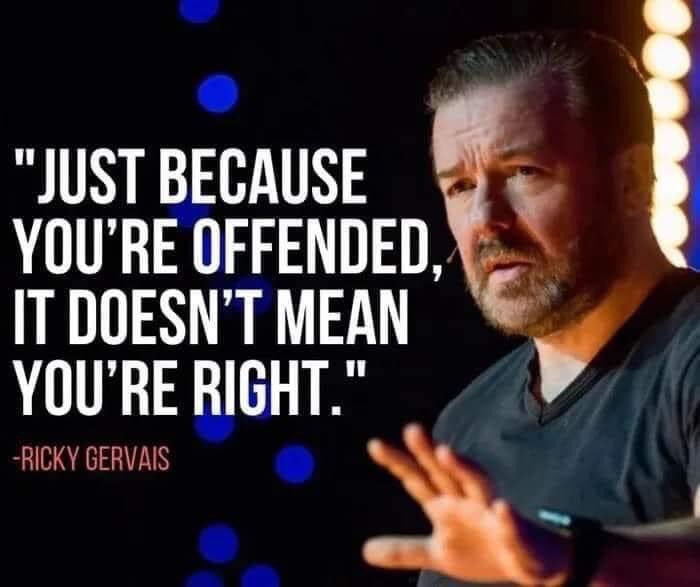 "JUST BECAUSE
YOU'RE OFFENDED,
IT DOESN'T MEAN
YOU'RE RIGHT."
-RICKY GERVAIS